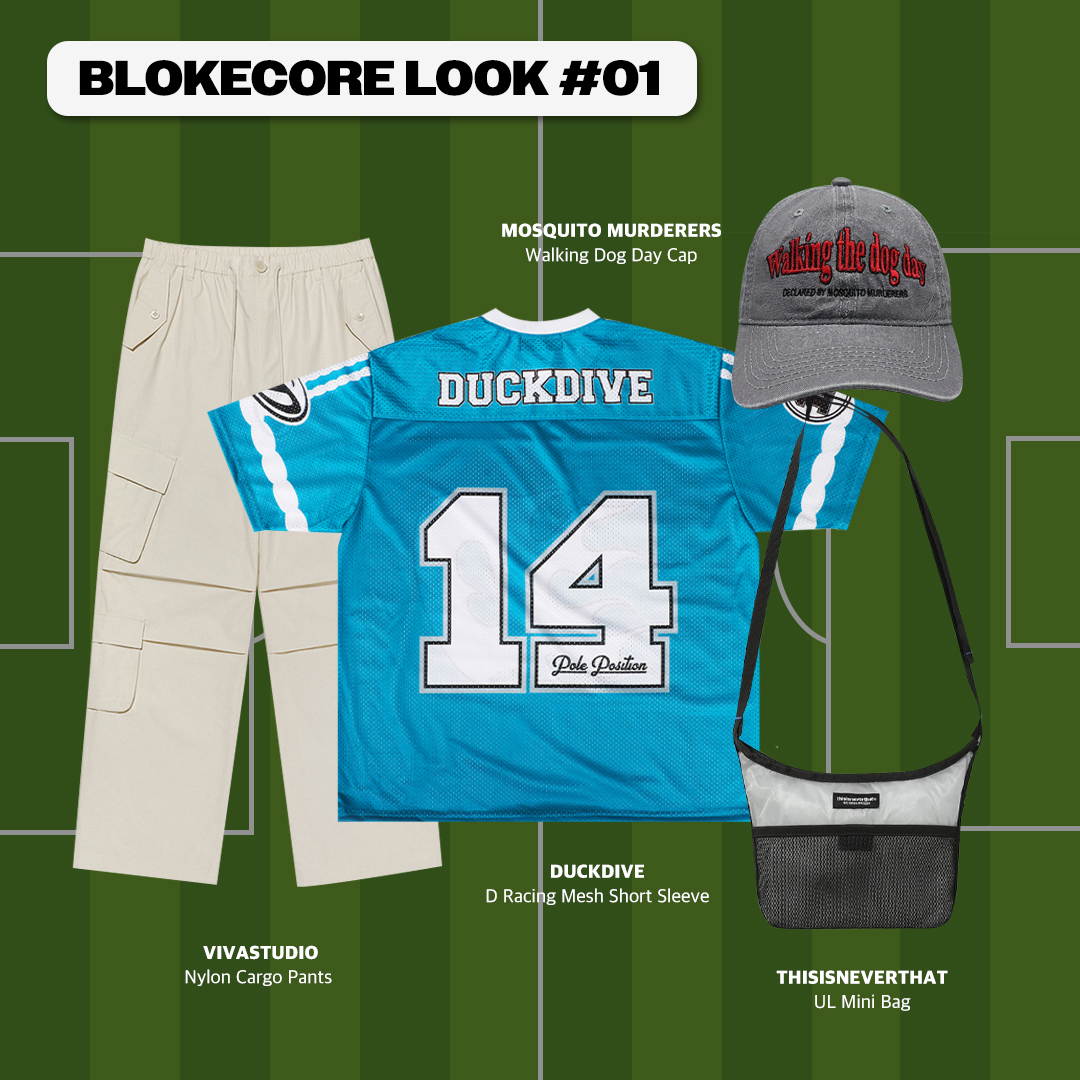 BLOKECORE LOOK #01
MOSQUITO MURDERERS
Walking Dog Day Cap
Walking the dog day
DECLARED BY MOSQUITO MURDERERS
DUCKDIVE
14
Pole Position
thisisneverthat®
DUCKDIVE
D Racing Mesh Short Sleeve
VIVASTUDIO
Nylon Cargo Pants
THISISNEVERTHAT
UL Mini Bag